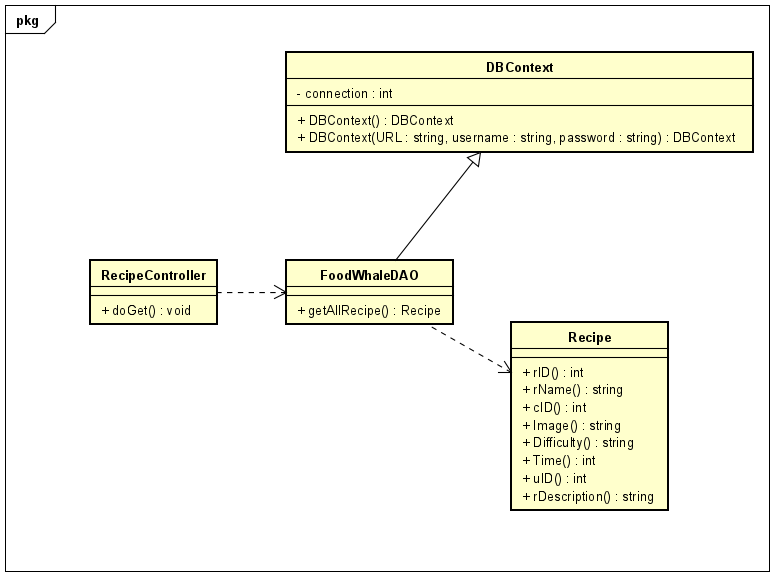 pkg
DBContext
- connection : int
+ DBContext() : DBContext
+ DBContext(URL : string, username : string, password : string) : DBContext
RecipeController
+ doGet() : void
FoodWhaleDAO
+ getAllRecipe() : Recipe
Recipe
+ rID() : int
+ rName() : string
+ cID() : int
+ Image() : string
+ Difficulty() : string
+ Time() : int
+ uID() : int
+ rDescription() : string